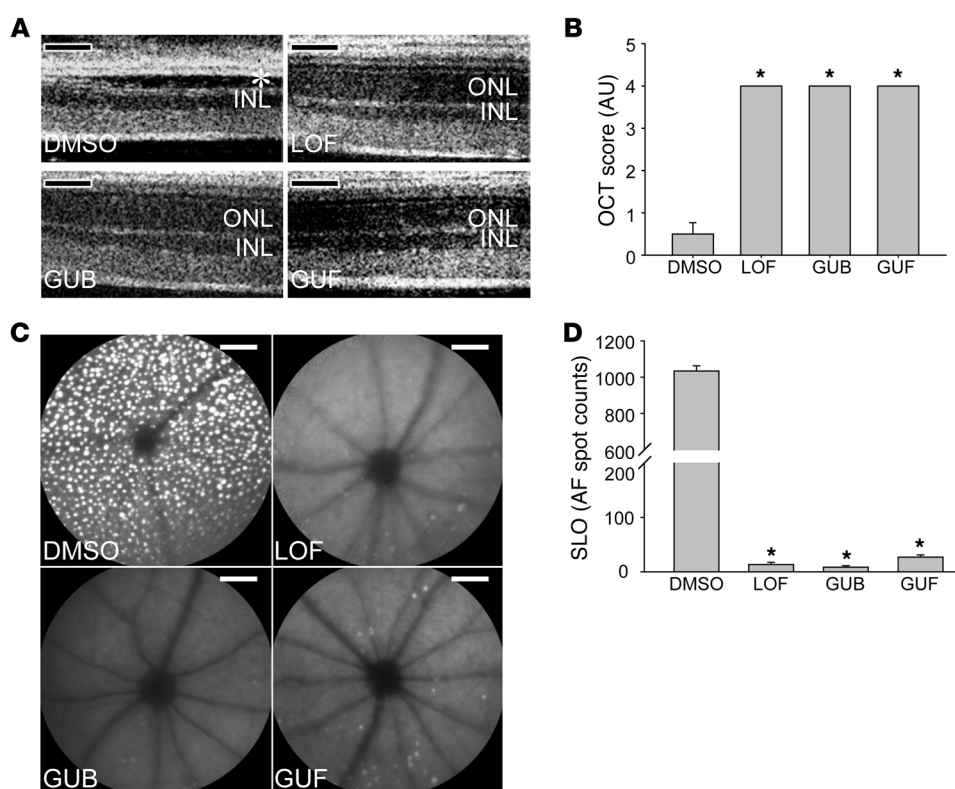 A
*
INL
DMSO
ONL
INL
LOF
ONL
INL
GUB
ONL
INL
GUF
B
OCT score (AU)
5
4
3
2
1
0
* * *
DMSO LOF GUB GUF
C
DMSO
LOF
GUB
GUF
D
SLO (AF spot counts)
1200
1000
800
600
200
100
0
* * *
DMSO LOF GUB GUF